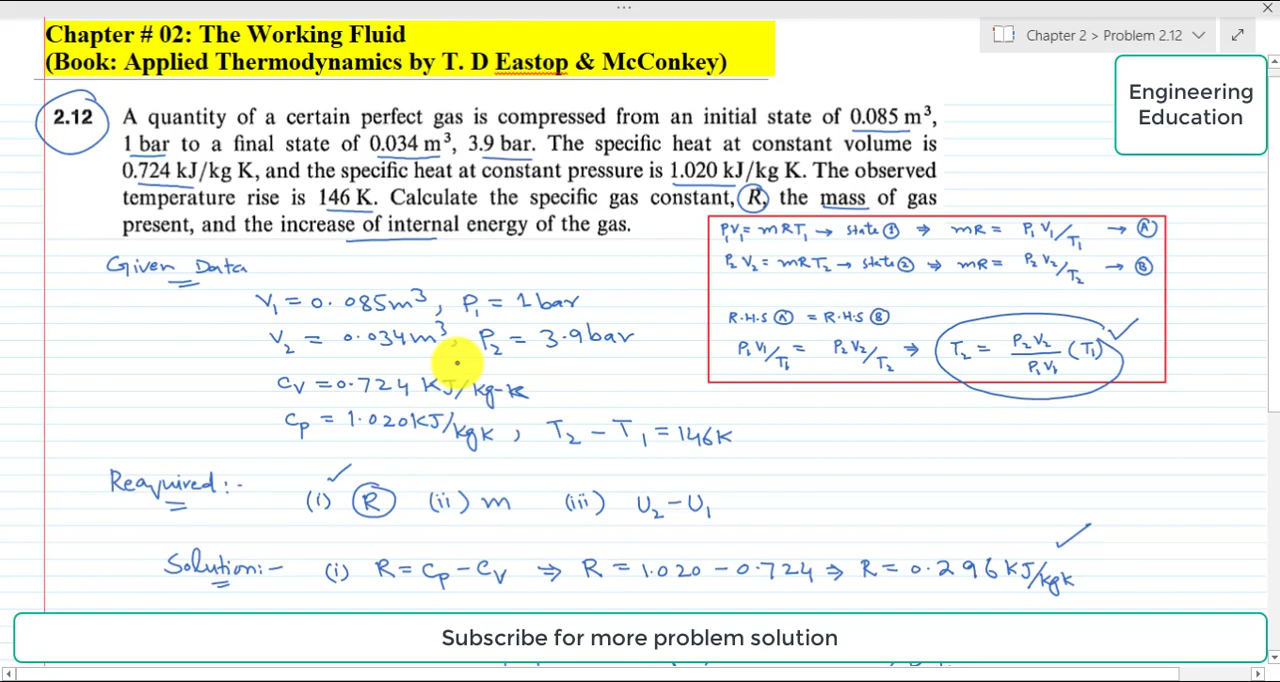 Chapter # 02: The Working Fluid
(Book: Applied Thermodynamics by T. D Eastop & McConkey)
Chapter 2 > Problem 2.12
Engineering
Education
2.12 A quantity of a certain perfect gas is compressed from an initial state of 0.085 m³,
1 bar to a final state of 0.034 m³, 3.9 bar. The specific heat at constant volume is
0.724 kJ/kg K, and the specific heat at constant pressure is 1.020 kJ/kg K. The observed
temperature rise is 146 K. Calculate the specific gas constant, R, the mass of gas
present, and the increase of internal energy of the gas.
P₁V₁ = mRT₁ → state ① ⇒ mR = P₁V₁/T₁ → Ⓐ
P₂V₂ = mRT₂ → state ② ⇒ mR = P₂V₂/T₂ → Ⓑ
R.H.S Ⓐ = R.H.S Ⓑ
P₁V₁/T₁ = P₂V₂/T₂ ⇒ T₂ = P₂V₂/P₁V₁ (T₁)
Given Data
V₁ = 0.085m³, P₁ = 1bar
V₂ = 0.034m³, P₂ = 3.9bar
Cv = 0.724 KJ/kg-k
Cp = 1.020KJ/kgk, T₂ - T₁ = 146K
Reaquired:-
(i) R (ii) m (iii) U₂ - U₁
Solution:- (i) R = Cp - Cv ⇒ R = 1.020 - 0.724 ⇒ R = 0.296KJ/kgk
Subscribe for more problem solution